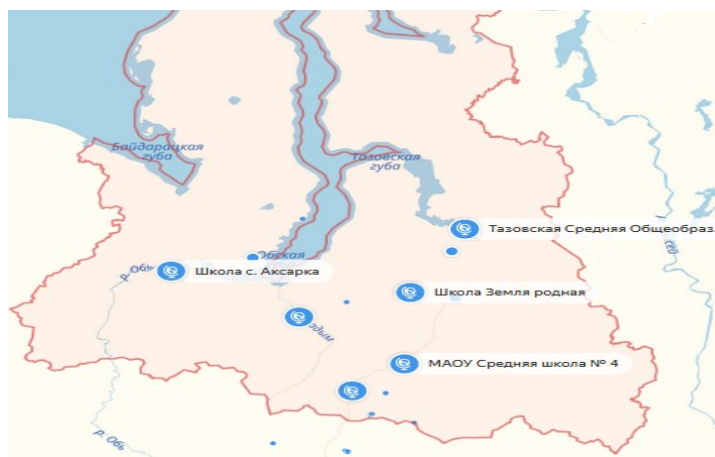 Байдарацкая
губа
Тазовская
губа
Тазовская Средняя Общеобраз.
Обская
р. Обь
Школа с. Аксарка
Школа Земля родная
МАОУ Средняя школа № 4
р. Обь